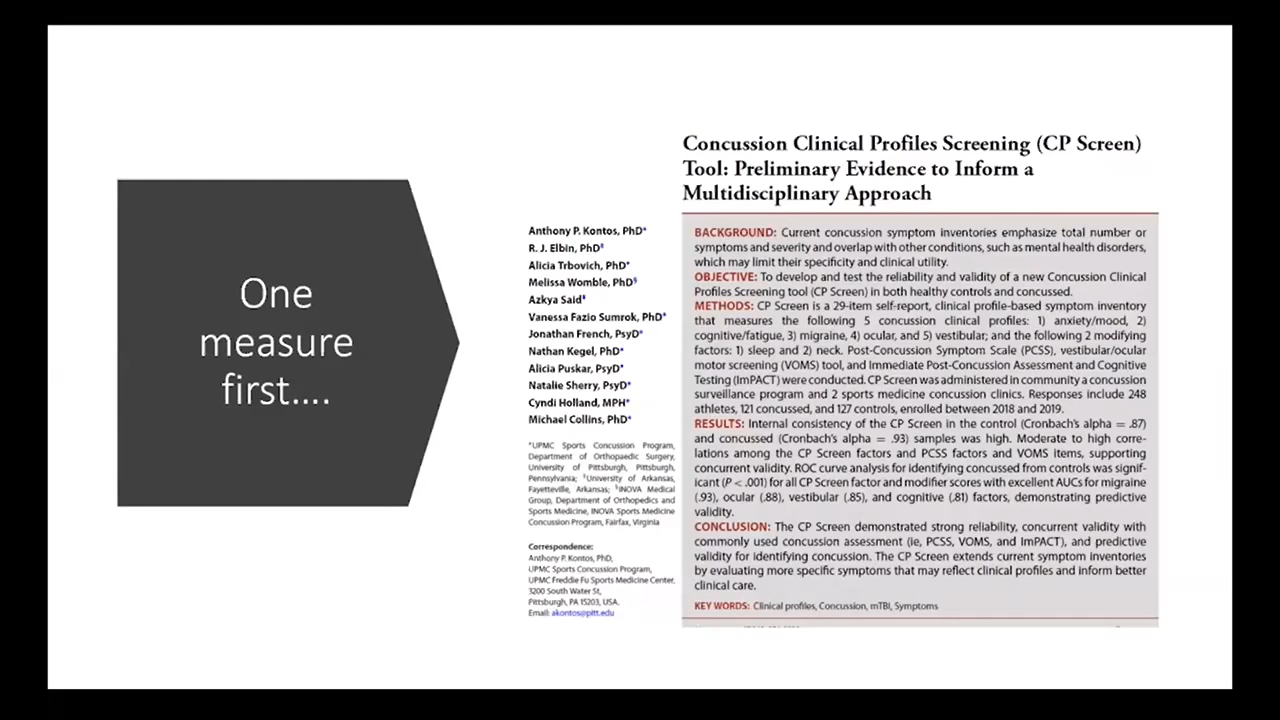 One
measure
first....
Concussion Clinical Profiles Screening (CP Screen)
Tool: Preliminary Evidence to Inform a
Multidisciplinary Approach
Anthony P. Kontos, PhD*
R. J. Elbin, PhD‡
Alicia Trbovich, PhD*
Melissa Womble, PhD§
Azkya Said‡
Vanessa Fazio Sumrok, PhD*
Jonathan French, PsyD*
Nathan Kegel, PhD*
Alicia Puskar, PsyD*
Natalie Sherry, PsyD*
Cyndi Holland, MPH*
Michael Collins, PhD*
*UPMC Sports Concussion Program,
Department of Orthopaedic Surgery,
University of Pittsburgh, Pittsburgh,
Pennsylvania; ‡University of Arkansas,
Fayetteville, Arkansas; §INOVA Medical
Group, Department of Orthopedics and
Sports Medicine, INOVA Sports Medicine
Concussion Program, Fairfax, Virginia
Correspondence:
Anthony P. Kontos, PhD,
UPMC Sports Concussion Program,
UPMC Freddie Fu Sports Medicine Center,
3200 South Water St,
Pittsburgh, PA 15203, USA.
Email: akontos@pitt.edu
BACKGROUND: Current concussion symptom inventories emphasize total number or
symptoms and severity and overlap with other conditions, such as mental health disorders,
which may limit their specificity and clinical utility.
OBJECTIVE: To develop and test the reliability and validity of a new Concussion Clinical
Profiles Screening tool (CP Screen) in both healthy controls and concussed.
METHODS: CP Screen is a 29-item self-report, clinical profile-based symptom inventory
that measures the following 5 concussion clinical profiles: 1) anxiety/mood, 2)
cognitive/fatigue, 3) migraine, 4) ocular, and 5) vestibular; and the following 2 modifying
factors: 1) sleep and 2) neck. Post-Concussion Symptom Scale (PCSS), vestibular/ocular
motor screening (VOMS) tool, and Immediate Post-Concussion Assessment and Cognitive
Testing (ImPACT) were conducted. CP Screen was administered in community a concussion
surveillance program and 2 sports medicine concussion clinics. Responses include 248
athletes, 121 concussed, and 127 controls, enrolled between 2018 and 2019.
RESULTS: Internal consistency of the CP Screen in the control (Cronbach's alpha = .87)
and concussed (Cronbach's alpha = .93) samples was high. Moderate to high corre-
lations among the CP Screen factors and PCSS factors and VOMS items, supporting
concurrent validity. ROC curve analysis for identifying concussed from controls was signif-
icant (P < .001) for all CP Screen factor and modifier scores with excellent AUCs for migraine
(.93), ocular (.88), vestibular (.85), and cognitive (.81) factors, demonstrating predictive
validity.
CONCLUSION: The CP Screen demonstrated strong reliability, concurrent validity with
commonly used concussion assessment (ie, PCSS, VOMS, and ImPACT), and predictive
validity for identifying concussion. The CP Screen extends current symptom inventories
by evaluating more specific symptoms that may reflect clinical profiles and inform better
clinical care.
KEY WORDS: Clinical profiles, Concussion, mTBI, Symptoms